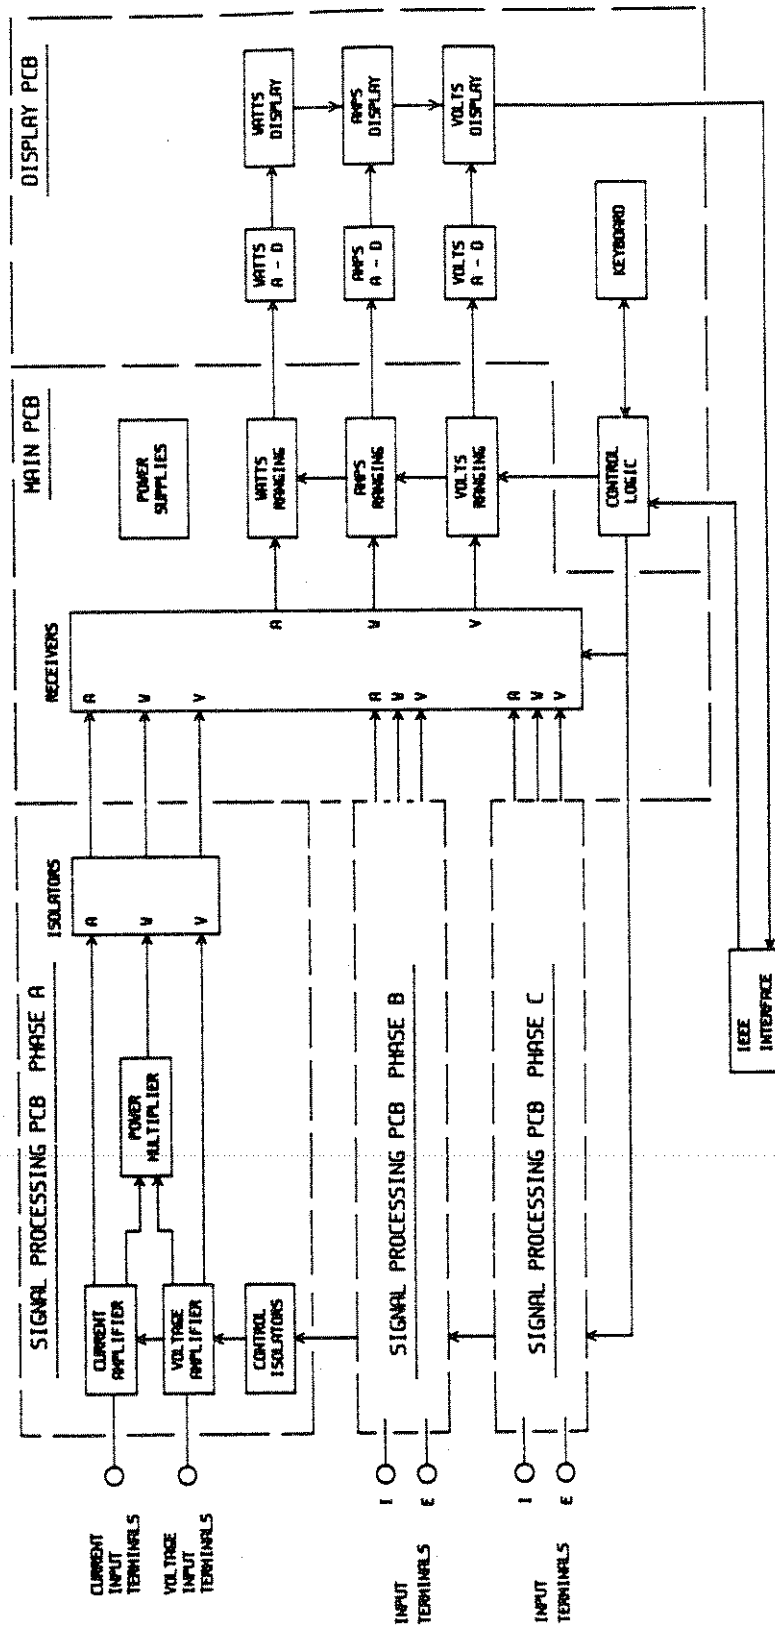 DISPLAY PCB
WATTS
DISPLAY
AMPS
DISPLAY
VOLTS
DISPLAY
WATTS
A - D
AMPS
A - D
VOLTS
A - D
KEYBOARD
MAIN PCB
POWER
SUPPLIES
WATTS
RANGING
AMPS
RANGING
VOLTS
RANGING
CONTROL
LOGIC
RECEIVERS
A
W
V
A
W
V
A
W
V
A
W
V
ISOLATORS
A
W
V
SIGNAL PROCESSING PCB PHASE A
POWER
MULTIPLIER
CURRENT
AMPLIFIER
VOLTAGE
AMPLIFIER
CONTROL
ISOLATORS
SIGNAL PROCESSING PCB PHASE B
SIGNAL PROCESSING PCB PHASE C
IEEE
INTERFACE
CURRENT
INPUT
TERMINALS
VOLTAGE
INPUT
TERMINALS
I
E
INPUT
TERMINALS
I
E
INPUT
TERMINALS